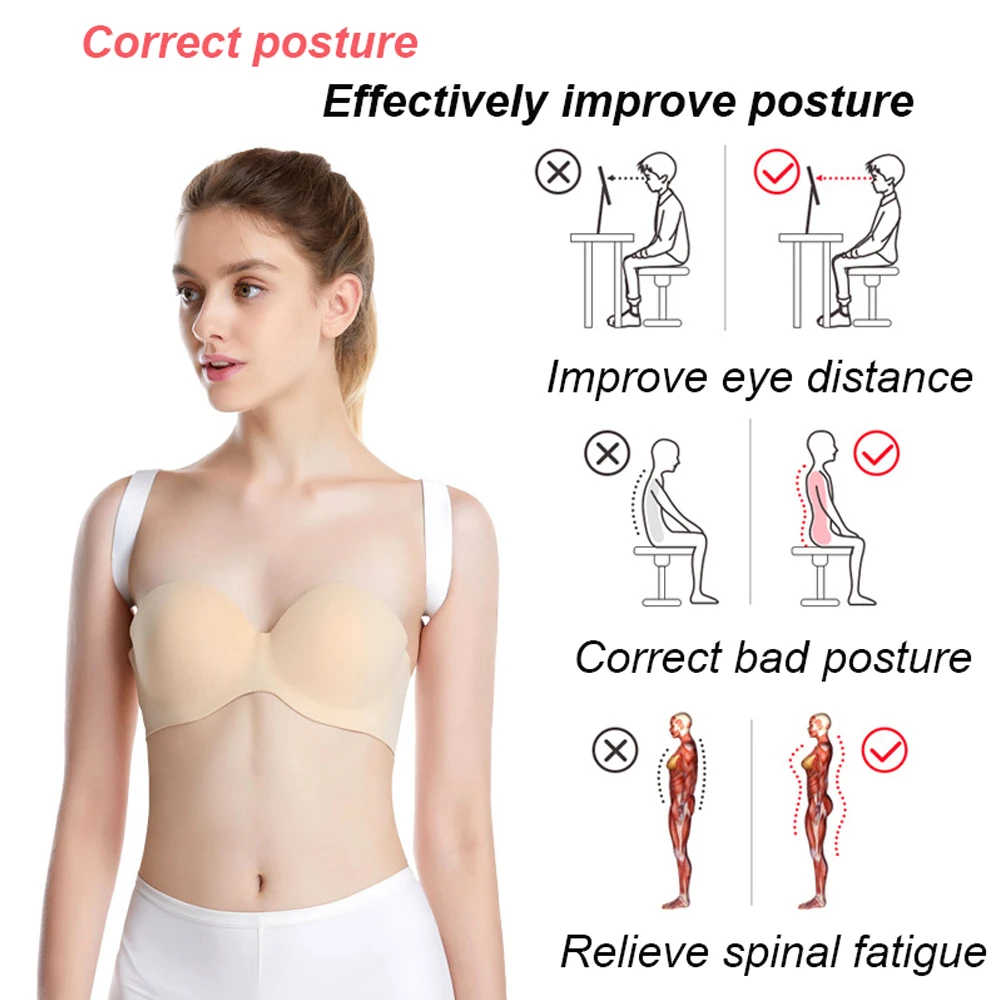 Correct posture
Effectively improve posture
Improve eye distance
Correct bad posture
Relieve spinal fatigue